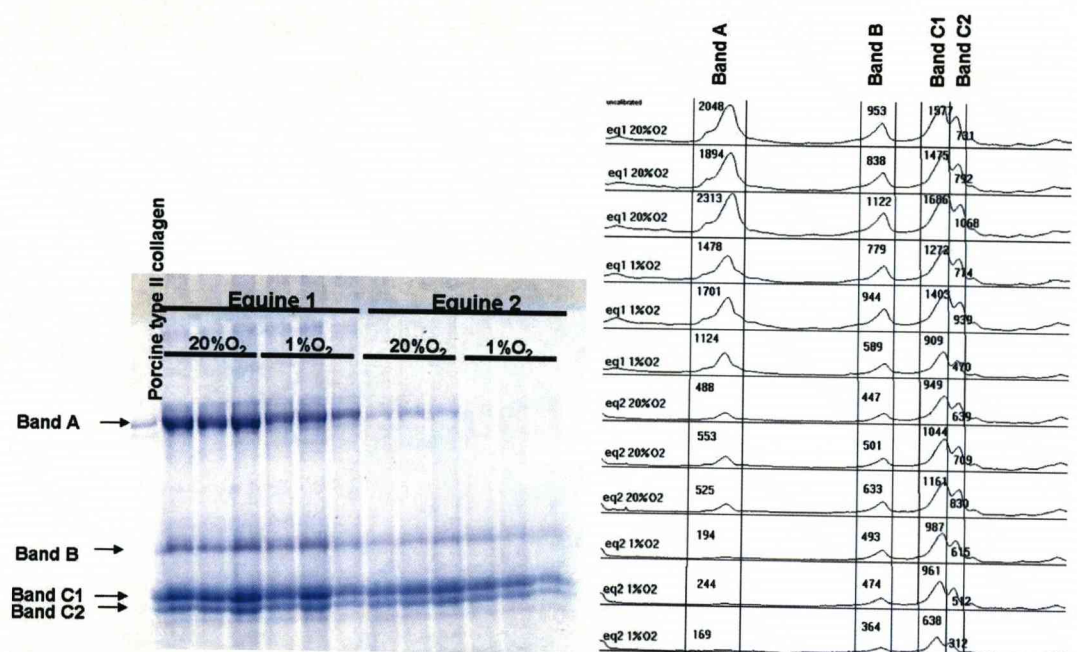 Porcine type II collagen
Equine 1
Equine 2
20%O₂
1%O₂
20%O₂
1%O₂
Band A
Band B
Band C1
Band C2
Band A
Band B
Band C1
Band C2
uncalibrated
eq1 20%O2
2048
953
1577
731
eq1 20%O2
1894
838
1475
792
eq1 20%O2
2313
1122
1686
1068
eq1 1%O2
1478
779
1272
714
eq1 1%O2
1701
944
1403
939
eq1 1%O2
1124
589
909
470
eq2 20%O2
488
447
949
639
eq2 20%O2
553
501
1044
709
eq2 20%O2
525
633
1161
830
eq2 1%O2
194
493
987
615
eq2 1%O2
244
474
961
512
eq2 1%O2
169
364
638
312